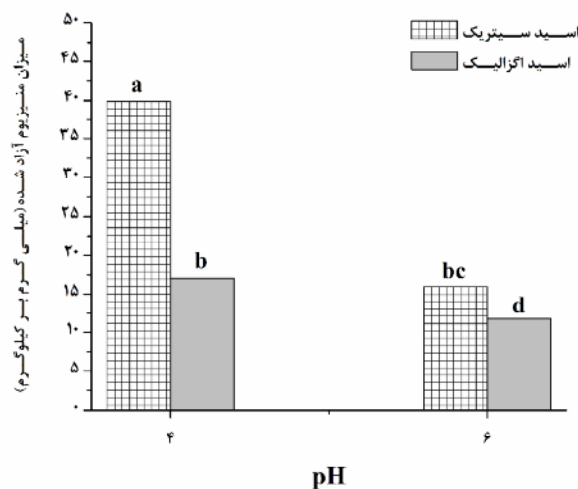 اسید سیتریک
اسید اگزالیک
میزان منیزیوم آزاد شده (میلی گرم بر کیلوگرم)
۵۰
۴۵
۴۰
۳۵
۳۰
۲۵
۲۰
۱۵
۱۰
۵
۰
a
b
bc
d
۴
۶
pH